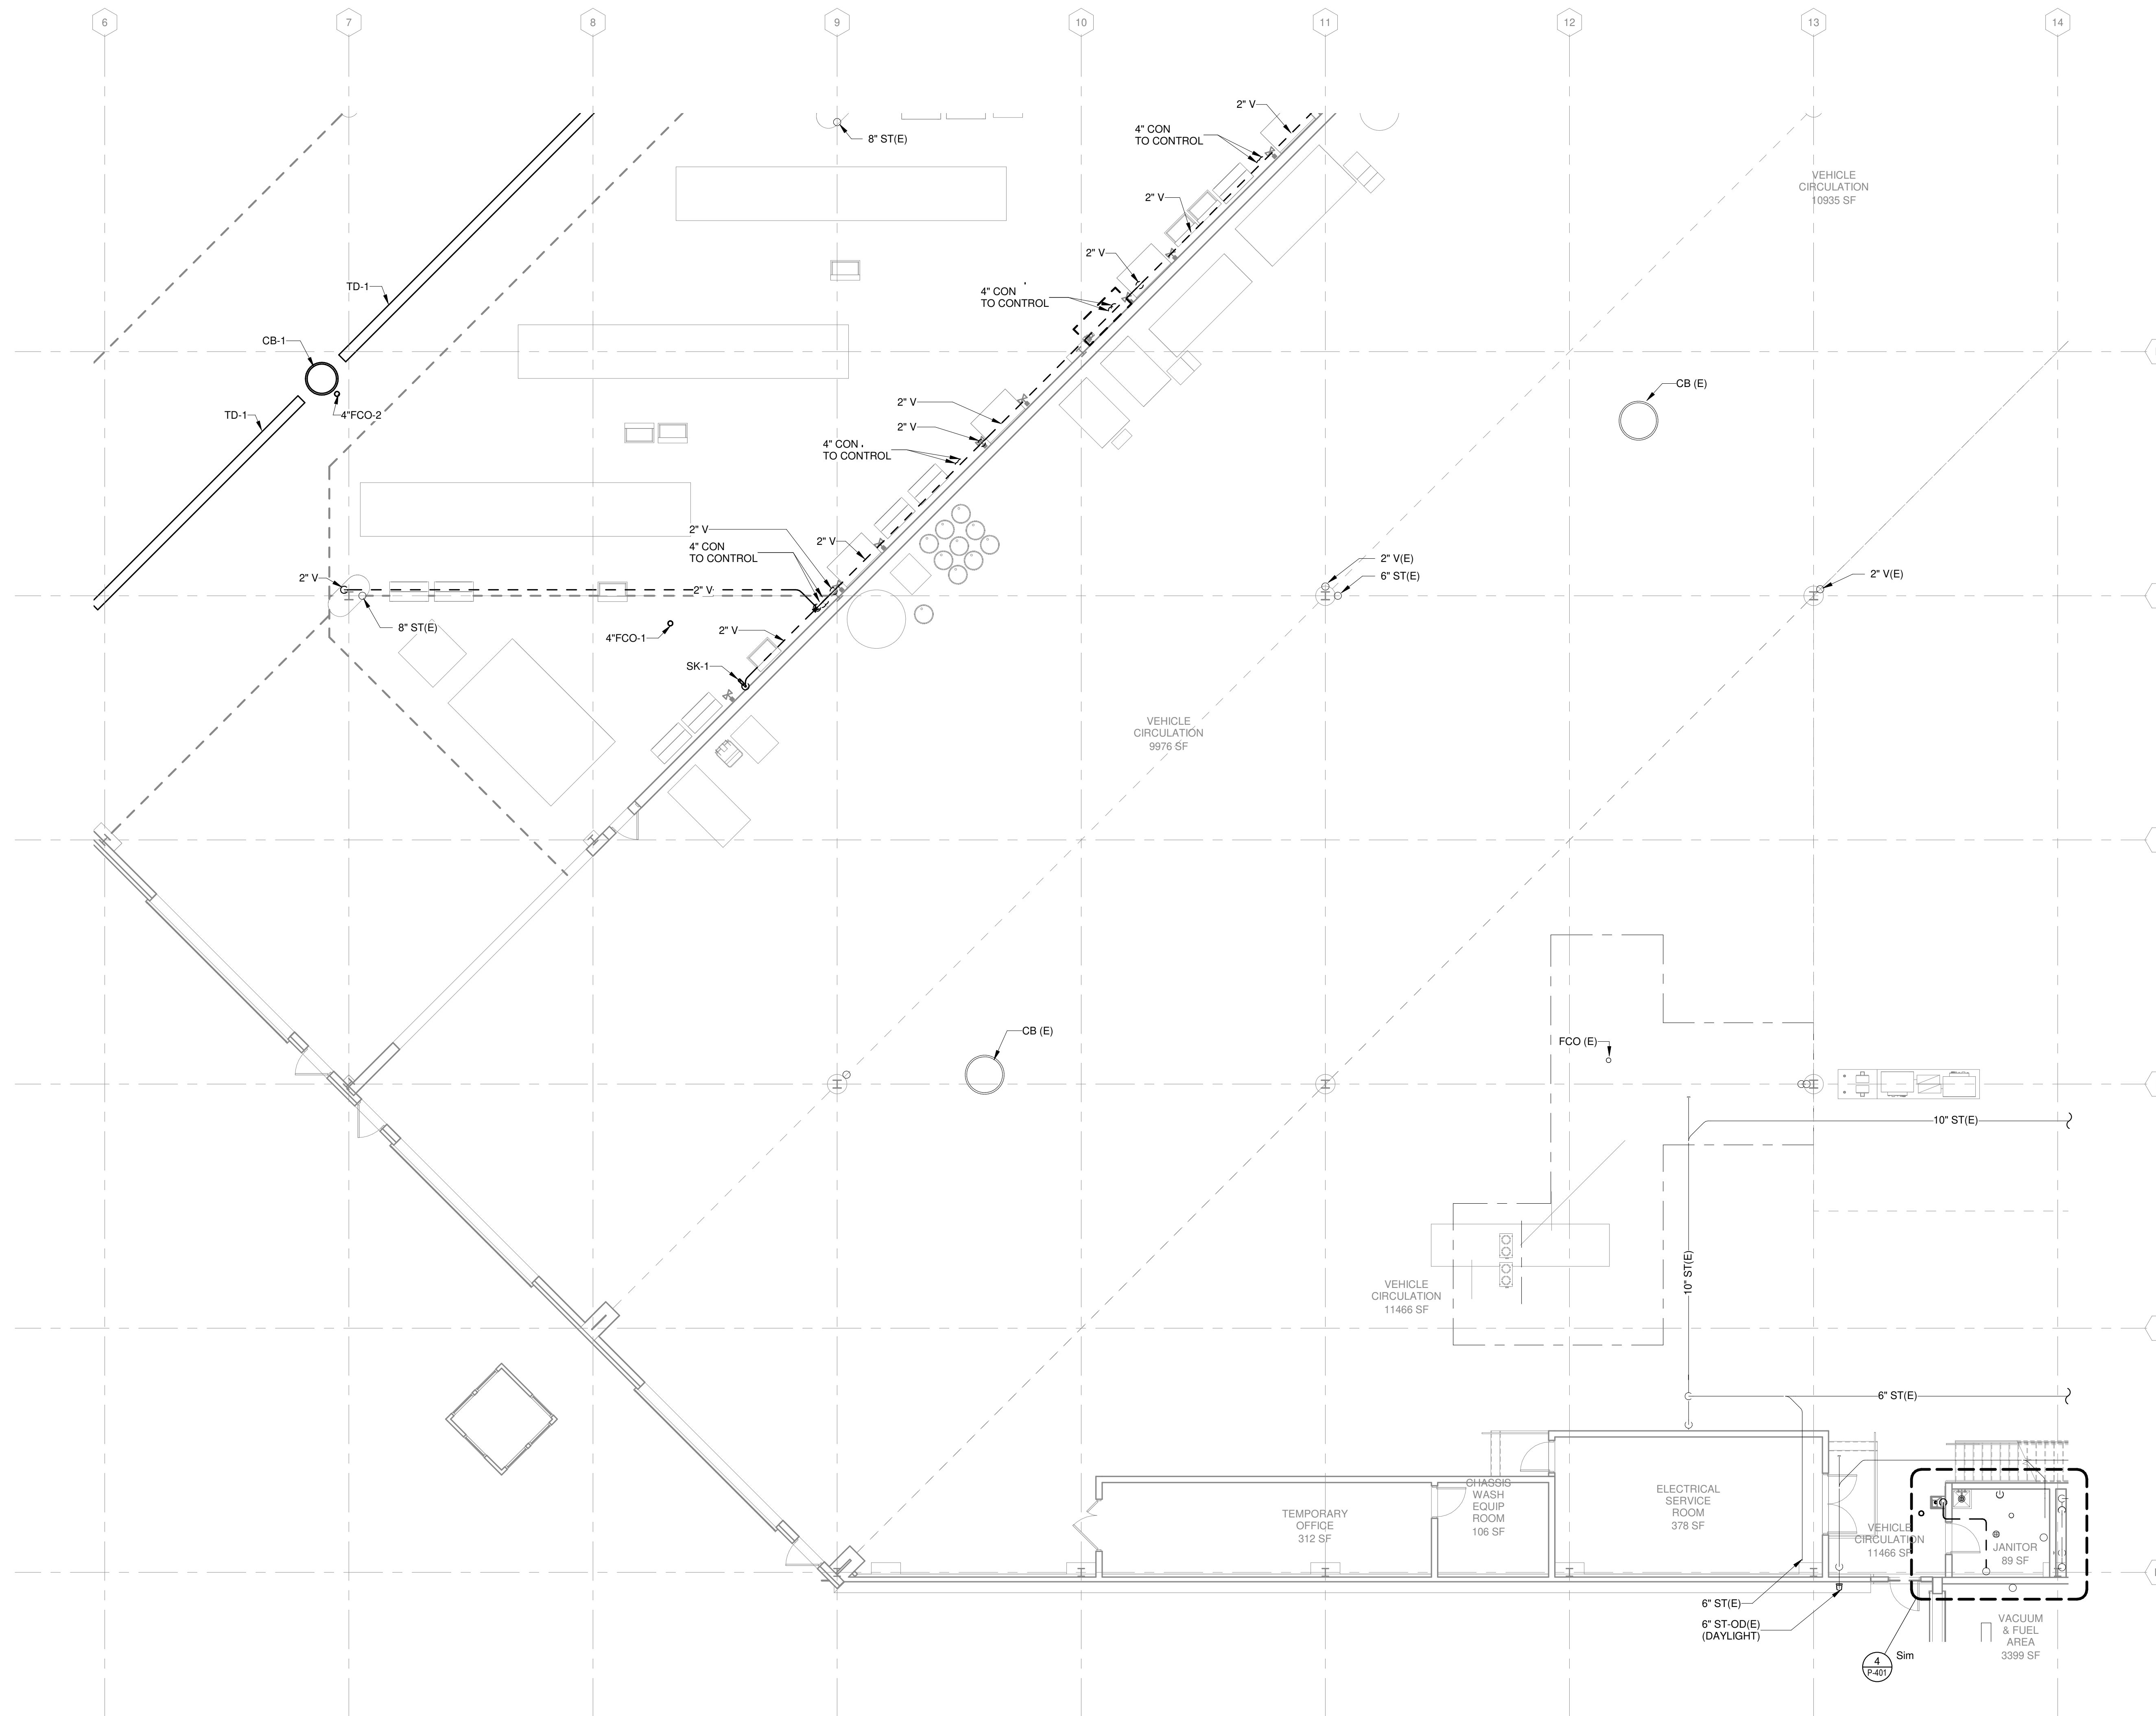 6
7
8
9
10
11
12
13
14
2" V
4" CON
TO CONTROL
8" ST(E)
VEHICLE
CIRCULATION
10935 SF
2" V
2" V
TD-1
4" CON
TO CONTROL
CB-1
CB (E)
TD-1
4"FCO-2
2" V
2" V
4" CON
TO CONTROL
2" V
2" V
4" CON
TO CONTROL
2" V(E)
6" ST(E)
2" V(E)
2" V
2" V
8" ST(E)
4"FCO-1
2" V
SK-1
VEHICLE
CIRCULATION
9976 SF
CB (E)
FCO (E)
10" ST(E)
10" ST(E)
VEHICLE
CIRCULATION
11466 SF
6" ST(E)
CHASSIS
WASH
EQUIP
ROOM
106 SF
ELECTRICAL
SERVICE
ROOM
378 SF
TEMPORARY
OFFICE
312 SF
VEHICLE
CIRCULATION
11466 SF
JANITOR
89 SF
6" ST(E)
6" ST-OD(E)
(DAYLIGHT)
VACUUM
& FUEL
AREA
3399 SF
4
P-401
Sim